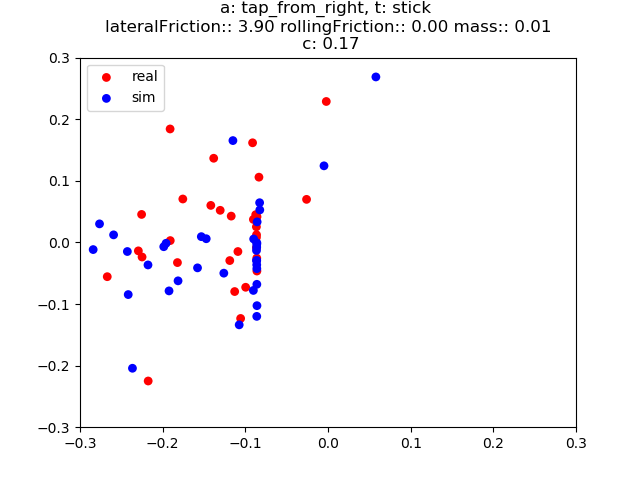 a: tap_from_right, t: stick
lateralFriction:: 3.90 rollingFriction:: 0.00 mass:: 0.01
c: 0.17
real
sim
0.3
0.2
0.1
0.0
−0.1
−0.2
−0.3
−0.3 −0.2 −0.1 0.0 0.1 0.2 0.3